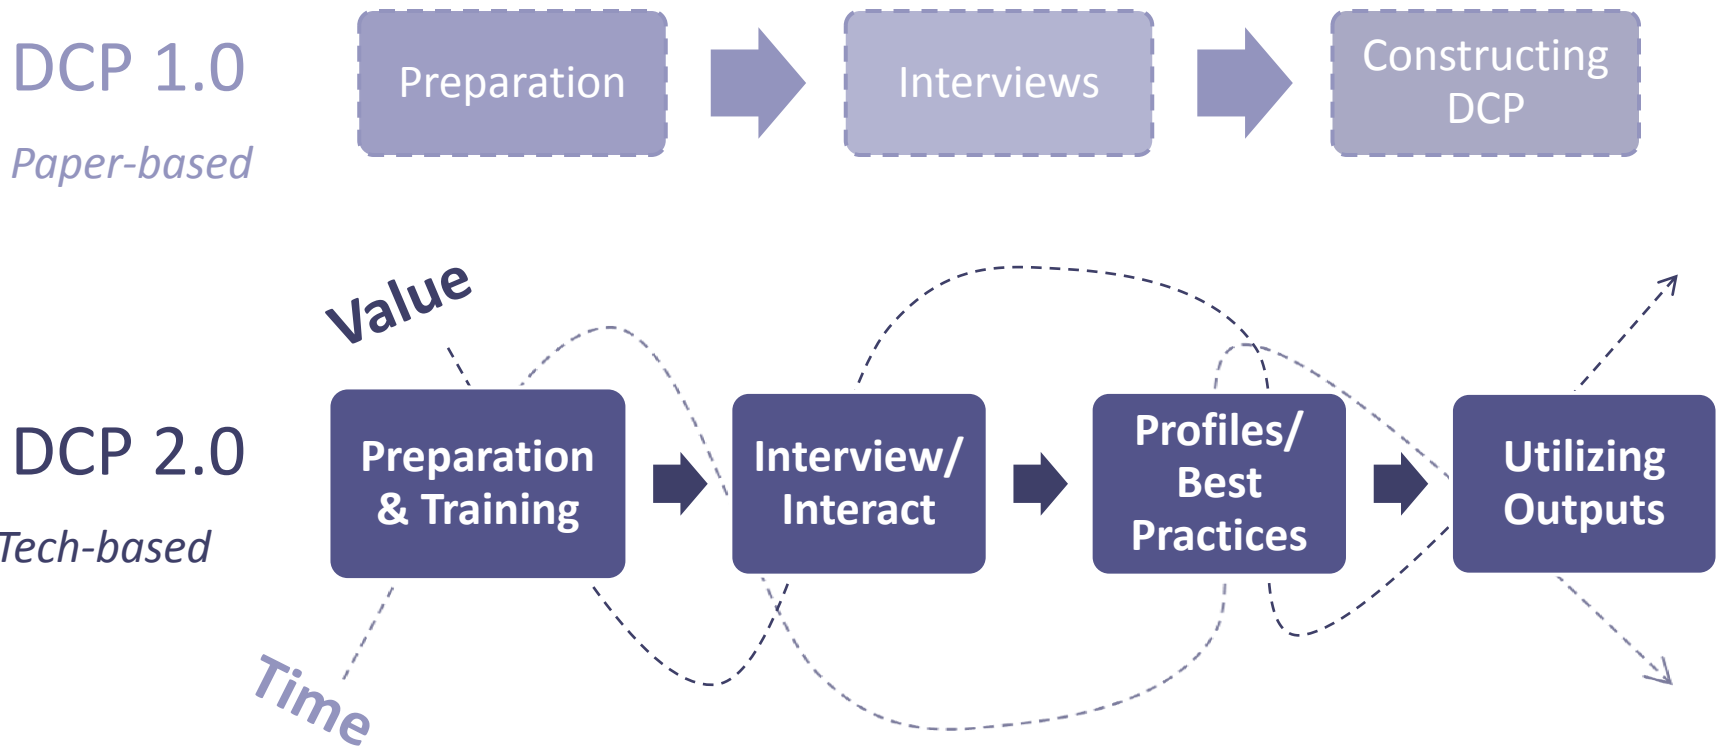 DCP 1.0
Paper-based
Preparation
Interviews
Constructing
DCP
Value
DCP 2.0
Tech-based
Preparation
& Training
Interview/
Interact
Profiles/
Best
Practices
Utilizing
Outputs
Time